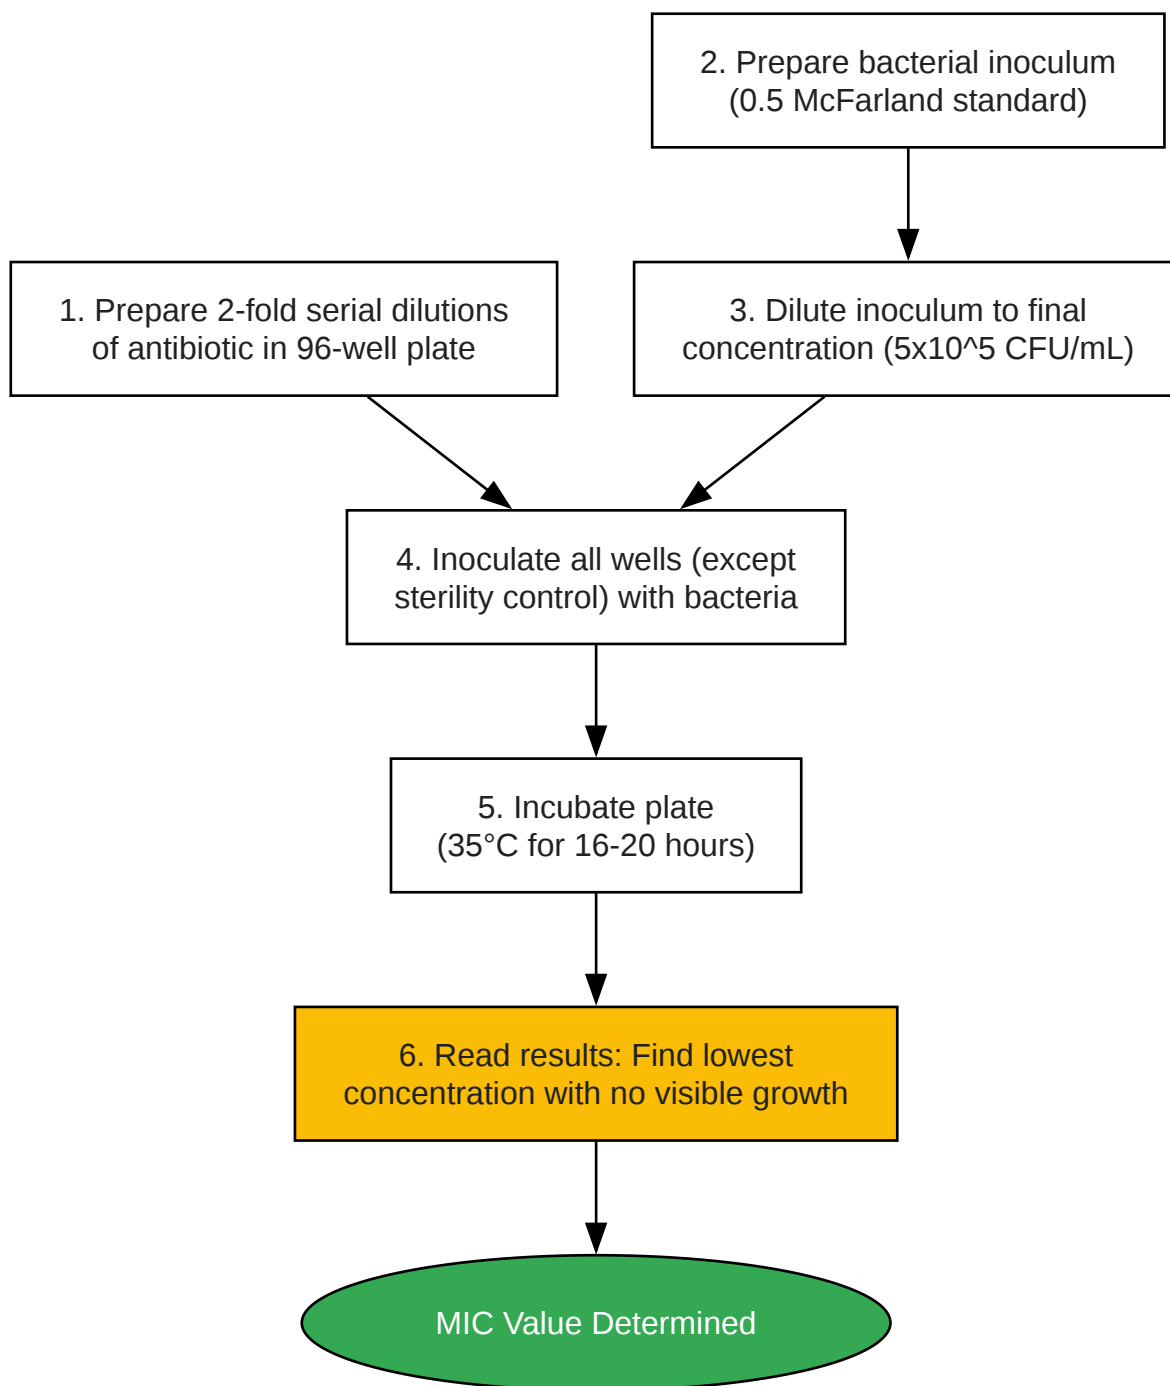 2. Prepare bacterial inoculum
(0.5 McFarland standard)
1. Prepare 2-fold serial dilutions
of antibiotic in 96-well plate
3. Dilute inoculum to final
concentration (5x10^5 CFU/mL)
4. Inoculate all wells (except
sterility control) with bacteria
5. Incubate plate
(35°C for 16-20 hours)
6. Read results: Find lowest
concentration with no visible growth
MIC Value Determined